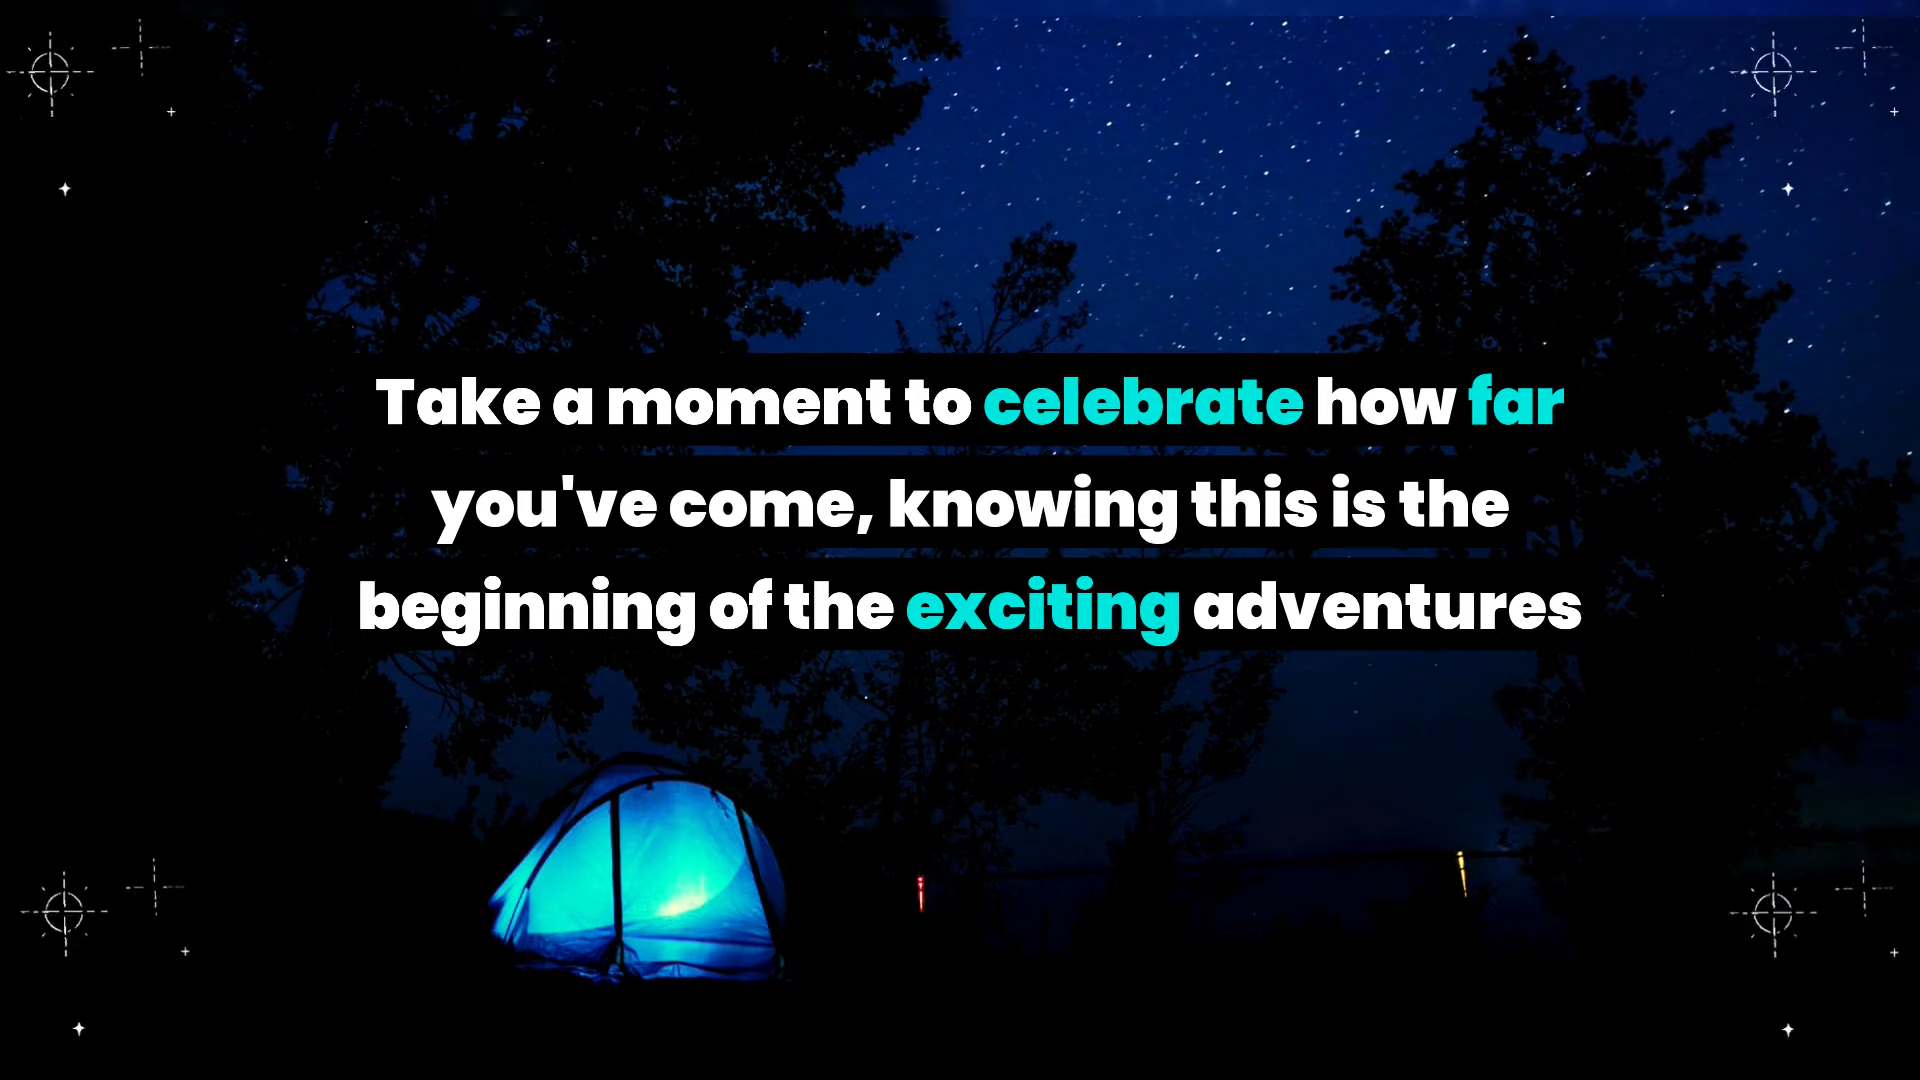 Take a moment to celebrate how far
you've come, knowing this is the
beginning of the exciting adventures